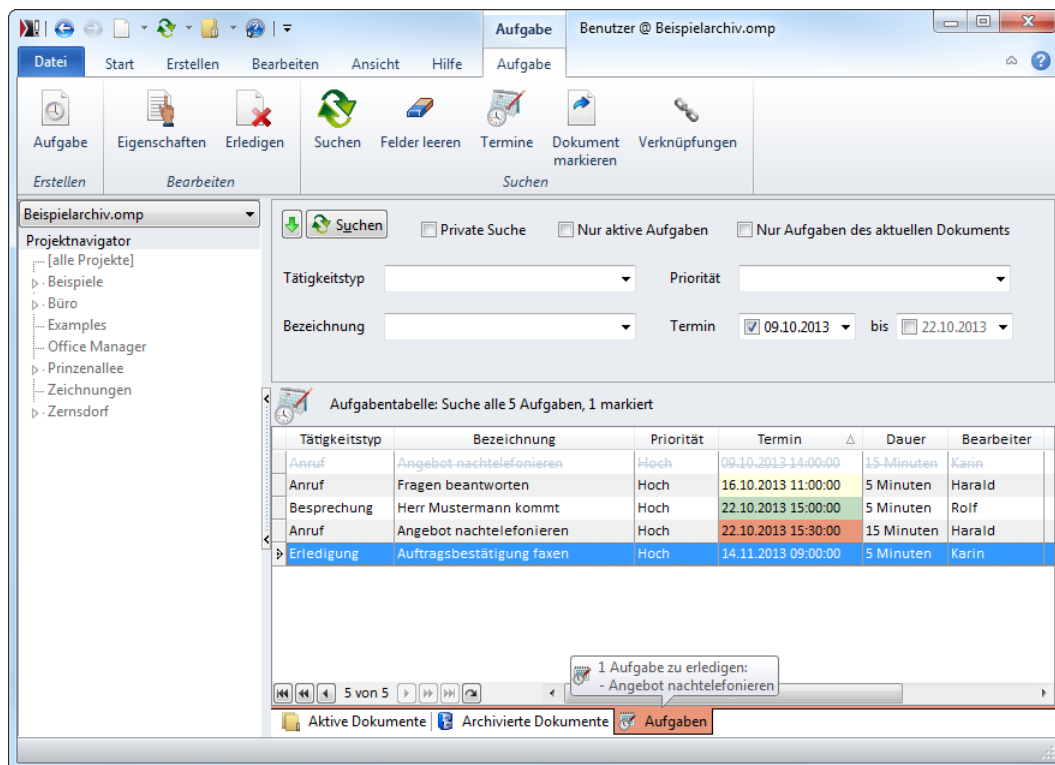 Aufgabe Benutzer @ Beispielarchiv.omp
Datei Start Erstellen Bearbeiten Ansicht Hilfe Aufgabe
Aufgabe Eigenschaften Erledigen Suchen Felder leeren Termine Dokument markieren Verknüpfungen
Erstellen Bearbeiten Suchen
Beispielarchiv.omp
Projektnavigator
[alle Projekte]
Beispiele
Büro
Examples
Office Manager
Prinzenallee
Zeichnungen
Zernsdorf
Suchen Private Suche Nur aktive Aufgaben Nur Aufgaben des aktuellen Dokuments
Tätigkeitstyp Priorität
Bezeichnung Termin 09.10.2013 bis 22.10.2013
Aufgabentabelle: Suche alle 5 Aufgaben, 1 markiert
Tätigkeitstyp Bezeichnung Priorität Termin Dauer Bearbeiter
Anruf Angebot nachtelefonieren Hoch 09.10.2013 14:00:00 15 Minuten Karin
Anruf Fragen beantworten Hoch 16.10.2013 11:00:00 5 Minuten Harald
Besprechung Herr Mustermann kommt Hoch 22.10.2013 15:00:00 5 Minuten Rolf
Anruf Angebot nachtelefonieren Hoch 22.10.2013 15:30:00 15 Minuten Harald
Erledigung Auftragsbestätigung faxen Hoch 14.11.2013 09:00:00 5 Minuten Karin
1 Aufgabe zu erledigen:
- Angebot nachtelefonieren
5 von 5
Aktive Dokumente Archivierte Dokumente Aufgaben